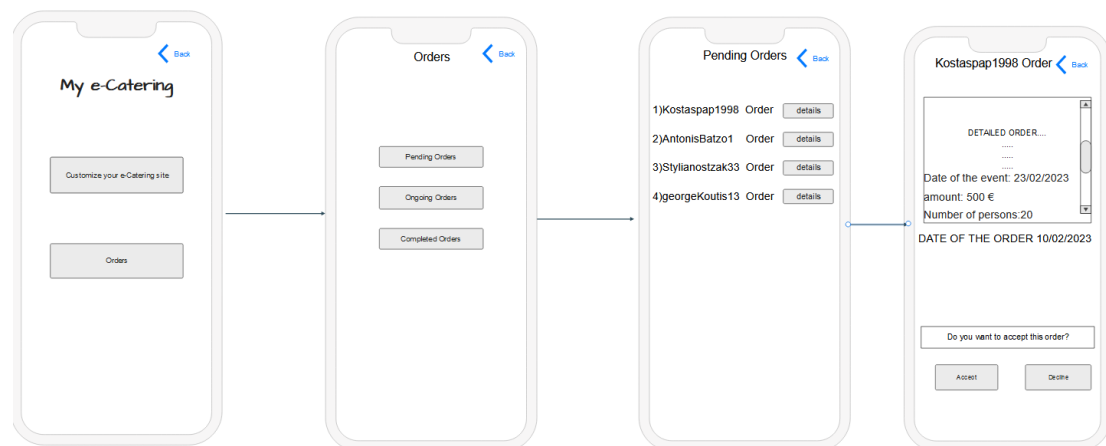 Back
My e-Catering
Customize your e-Catering site
Orders
Orders
Back
Pending Orders
Ongoing Orders
Completed Orders
Pending Orders
Back
1)Kostaspap1998 Order details
2)AntonisBatzo1 Order details
3)Stylianostzak33 Order details
4)georgeKoutis13 Order details
Kostaspap1998 Order
Back
DETAILED ORDER....
.....
.....
.....
Date of the event: 23/02/2023
amount: 500 €
Number of persons:20
DATE OF THE ORDER 10/02/2023
Do you want to accept this order?
Accept
Decline